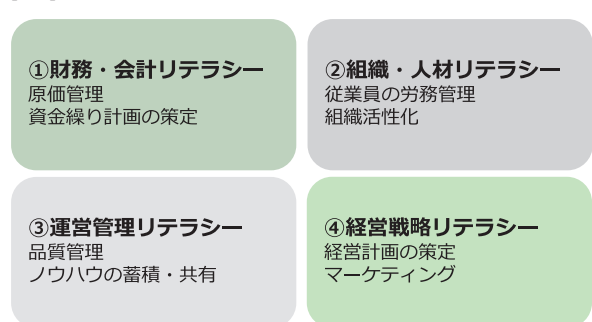 ①財務・会計リテラシー
原価管理
資金繰り計画の策定
②組織・人材リテラシー
従業員の労務管理
組織活性化
③運営管理リテラシー
品質管理
ノウハウの蓄積・共有
④経営戦略リテラシー
経営計画の策定
マーケティング